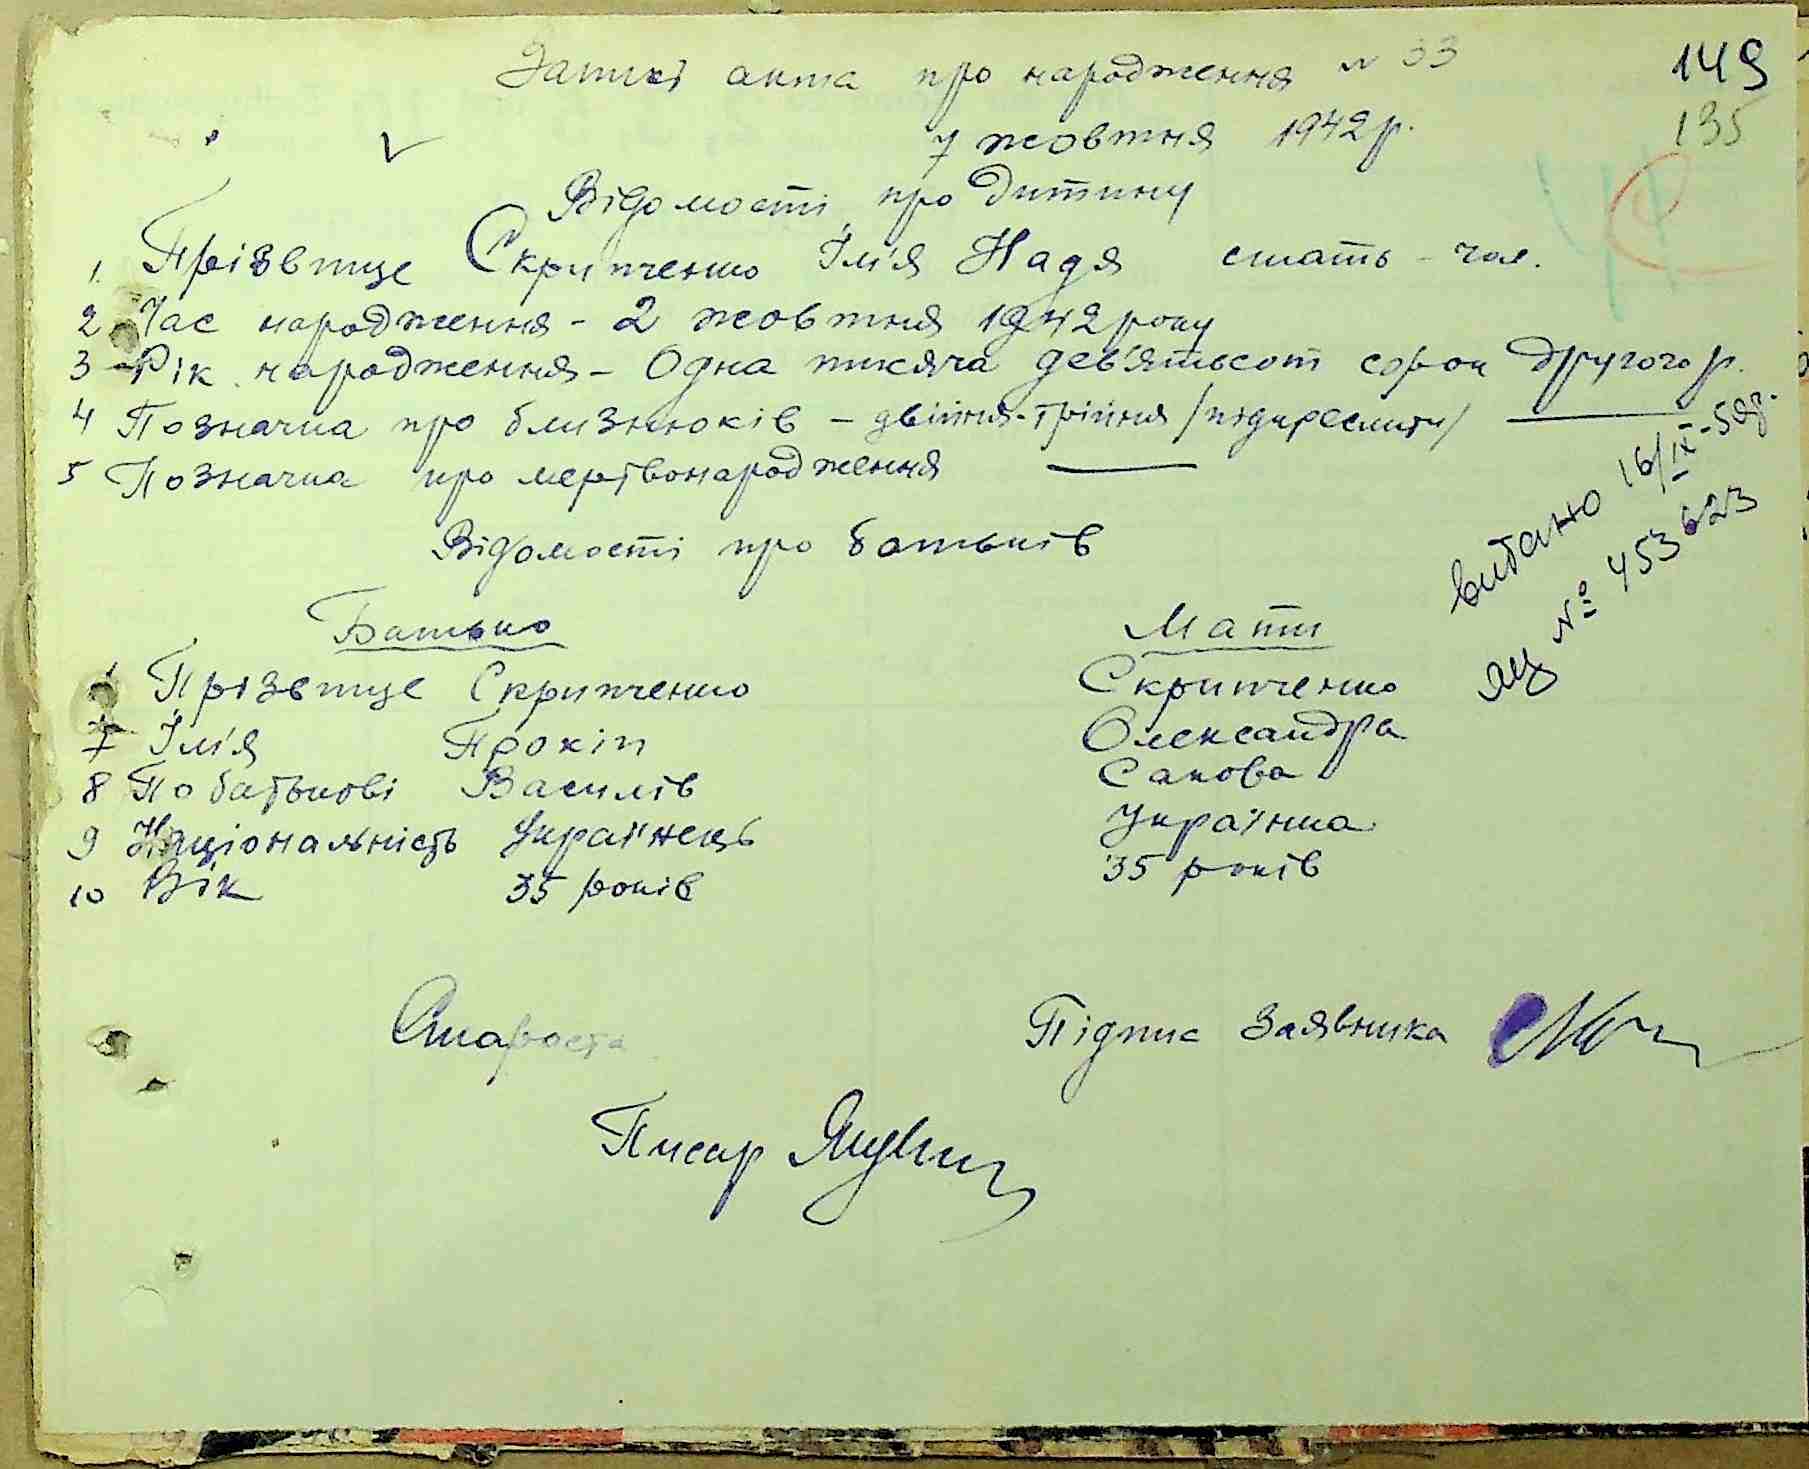 Запис акта про народження № 33
149
135
7 жовтня 1942 р.
Відомості про дитину
1. Прізвище Скрипченко Ім'я Надя стать - чол.
2 Час народження - 2 жовтня 1942 року
3 Рік народження - Одна тисяча дев'ятьсот сорок другого р.
4 Позначка про близнюків - двійня-трійня /підкреслити/ ———
5 Позначка про мертвонародження ———
видано 16/IX-50р.
яц № 453623
Відомості про батьків
Батько Мати
Прізвище Скрипченко Скрипченко
7 Ім'я Прокіп Олександра
8 По батькові Василів Сакова
9 Національність Українець Українка
10 Вік 35 років 35 років
Староста Підпис Заявника
Писар